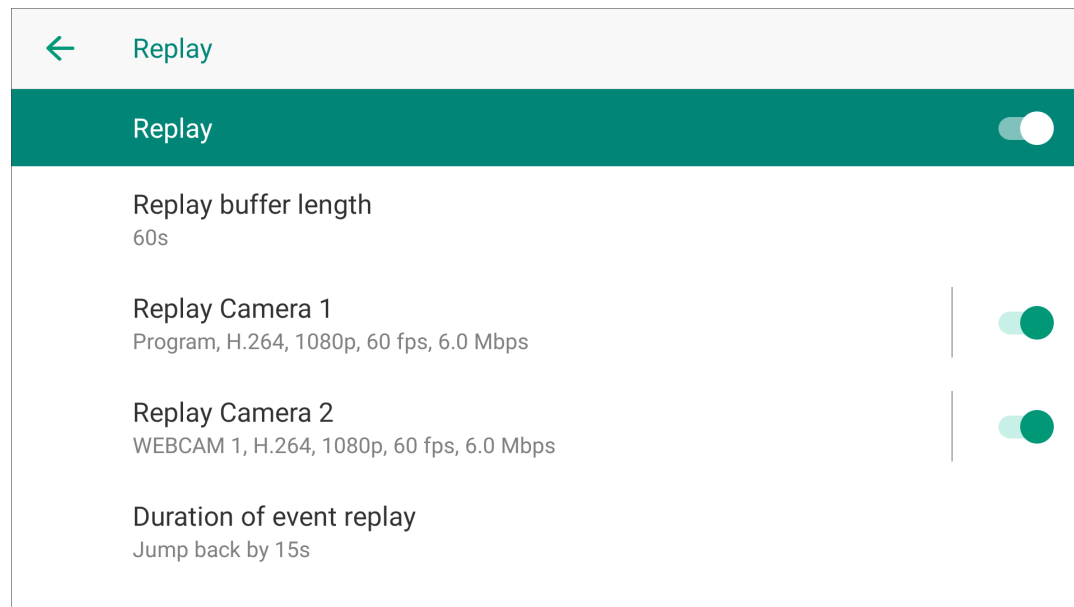 Replay
Replay
Replay buffer length
60s
Replay Camera 1
Program, H.264, 1080p, 60 fps, 6.0 Mbps
Replay Camera 2
WEBCAM 1, H.264, 1080p, 60 fps, 6.0 Mbps
Duration of event replay
Jump back by 15s